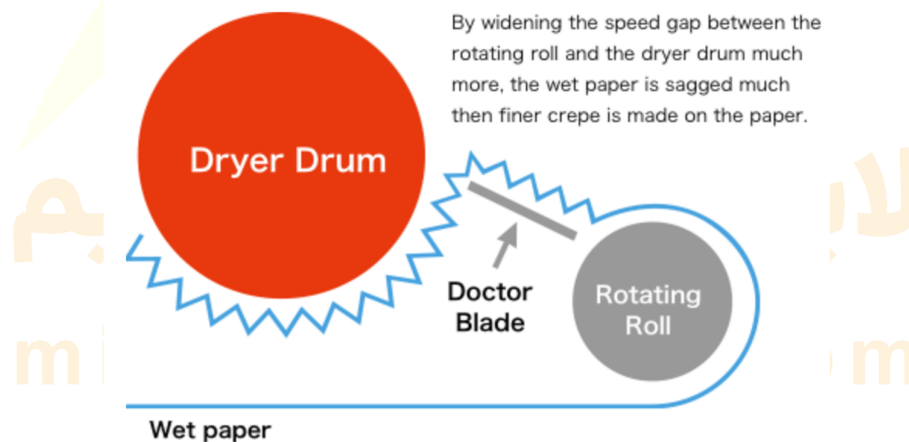 By widening the speed gap between the
rotating roll and the dryer drum much
more, the wet paper is sagged much
then finer crepe is made on the paper.
Dryer Drum
Doctor
Blade
Rotating
Roll
Wet paper